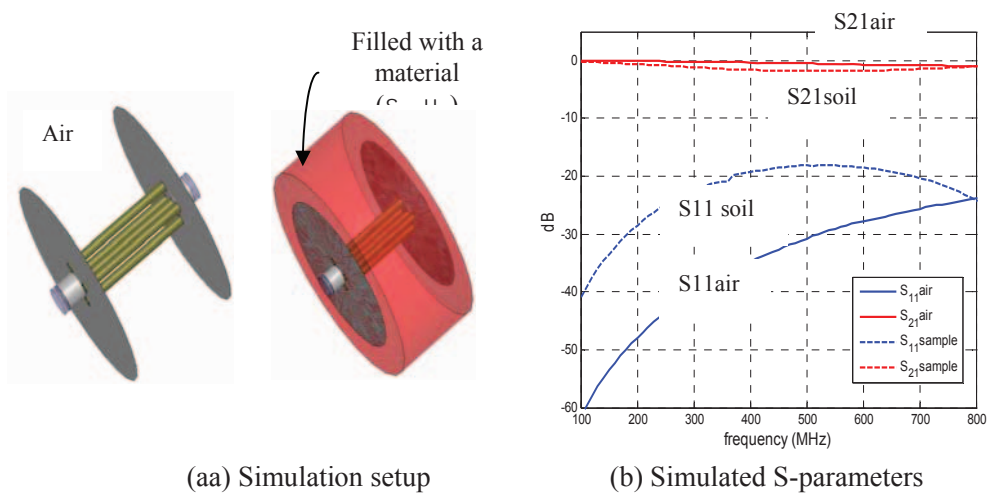 Filled with a
material
Air
(aa) Simulation setup
S21air
0
-10
-20
-30
-40
-50
-60
dB
S21soil
S11 soil
S11air
S₁₁air
S₂₁air
S₁₁sample
S₂₁sample
100 200 300 400 500 600 700 800
frequency (MHz)
(b) Simulated S-parameters